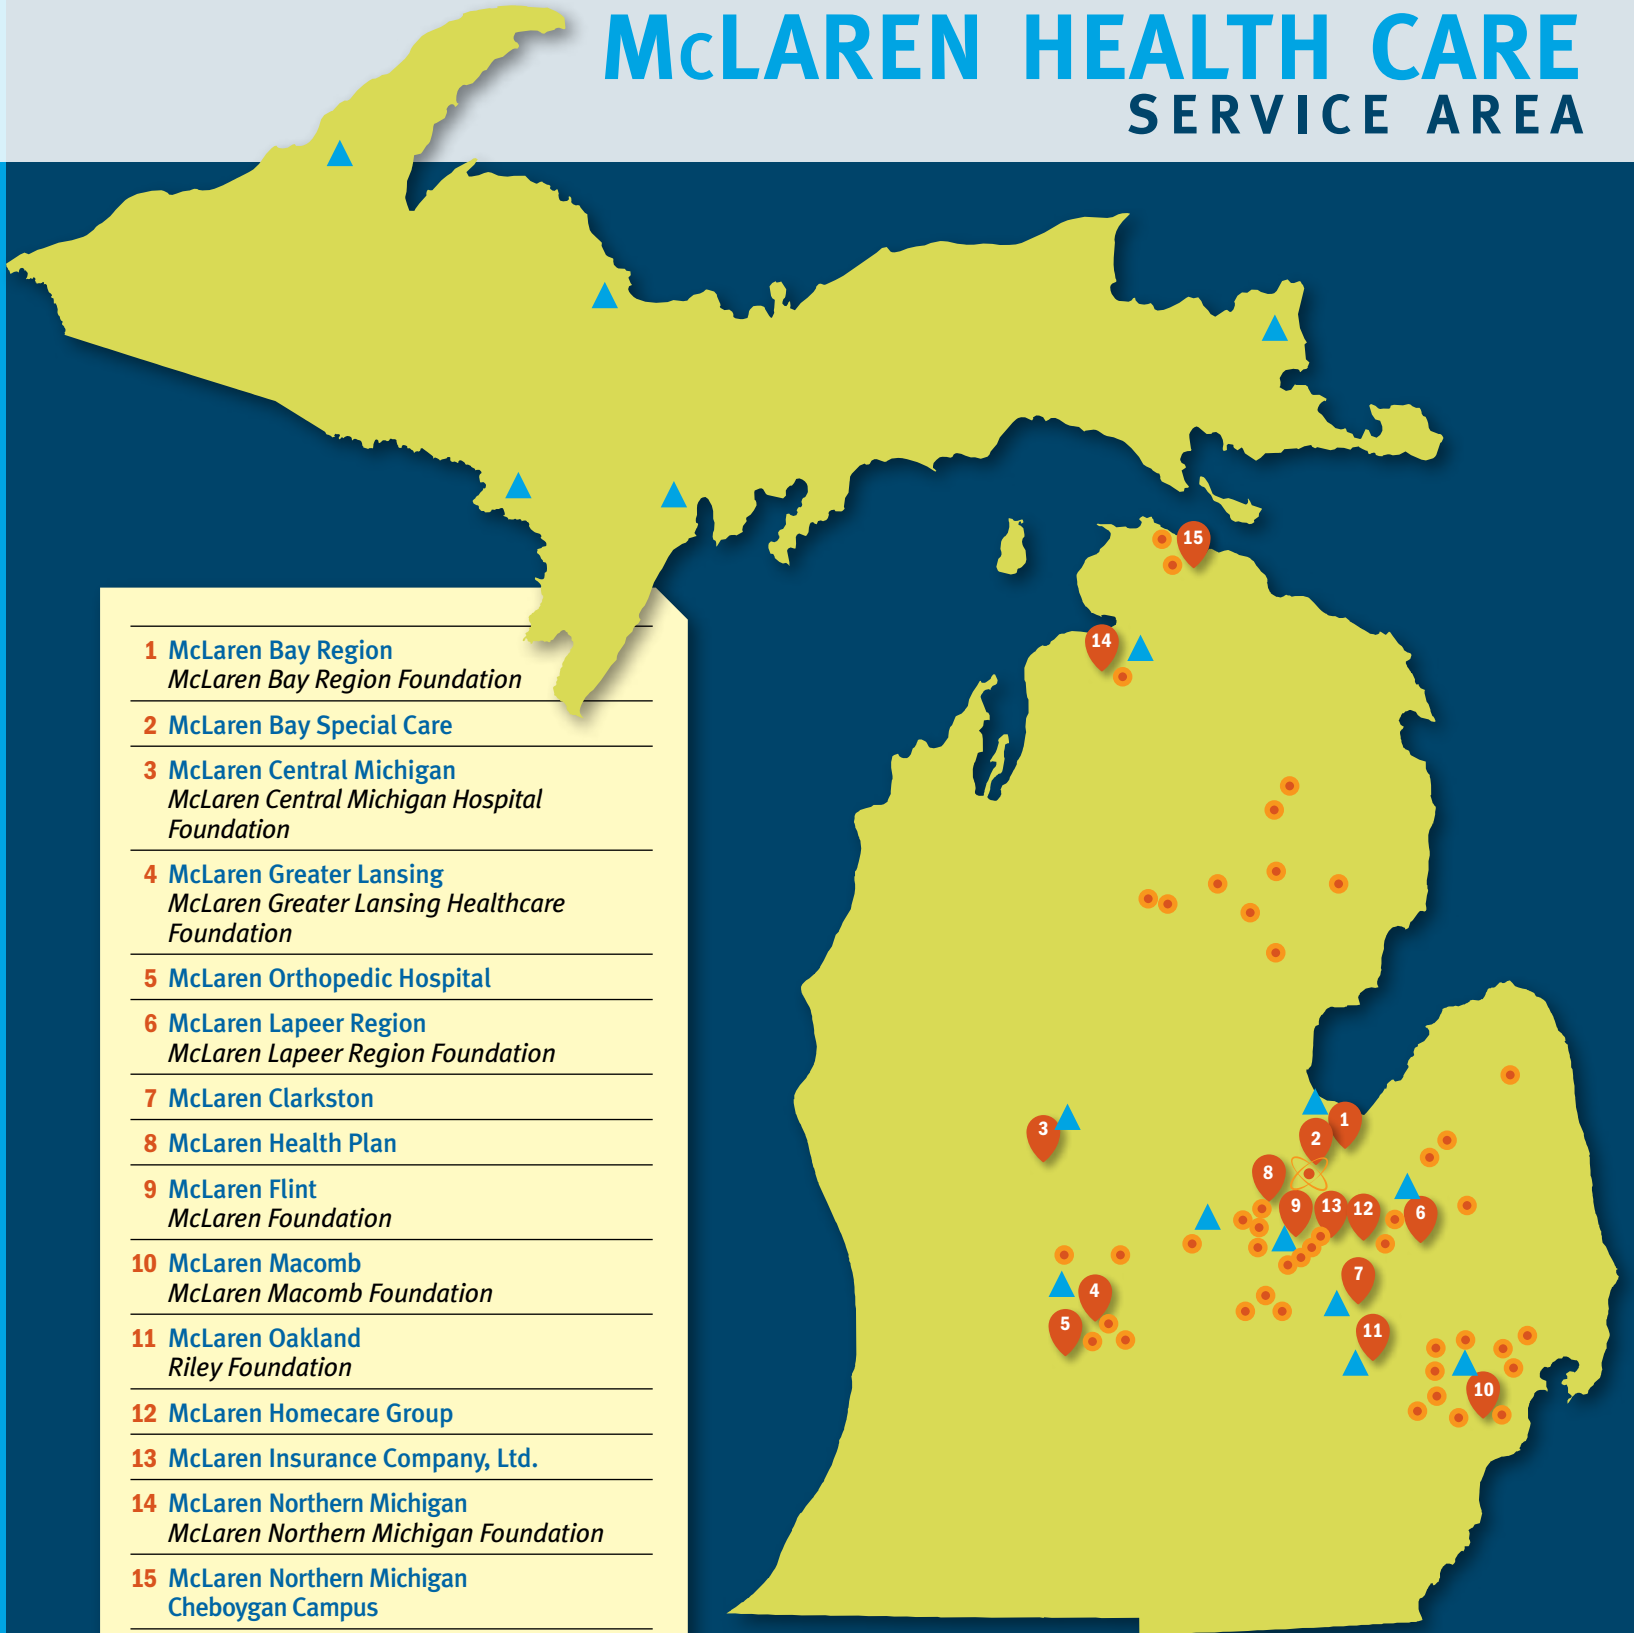 McLAREN HEALTH CARE
SERVICE AREA
1 McLaren Bay Region
McLaren Bay Region Foundation
2 McLaren Bay Special Care
3 McLaren Central Michigan
McLaren Central Michigan Hospital
Foundation
4 McLaren Greater Lansing
McLaren Greater Lansing Healthcare
Foundation
5 McLaren Orthopedic Hospital
6 McLaren Lapeer Region
McLaren Lapeer Region Foundation
7 McLaren Clarkston
8 McLaren Health Plan
9 McLaren Flint
McLaren Foundation
10 McLaren Macomb
McLaren Macomb Foundation
11 McLaren Oakland
Riley Foundation
12 McLaren Homecare Group
13 McLaren Insurance Company, Ltd.
14 McLaren Northern Michigan
McLaren Northern Michigan Foundation
15 McLaren Northern Michigan
Cheboygan Campus
15
14
1
3
2
8
9
13
12
6
7
4
5
11
10